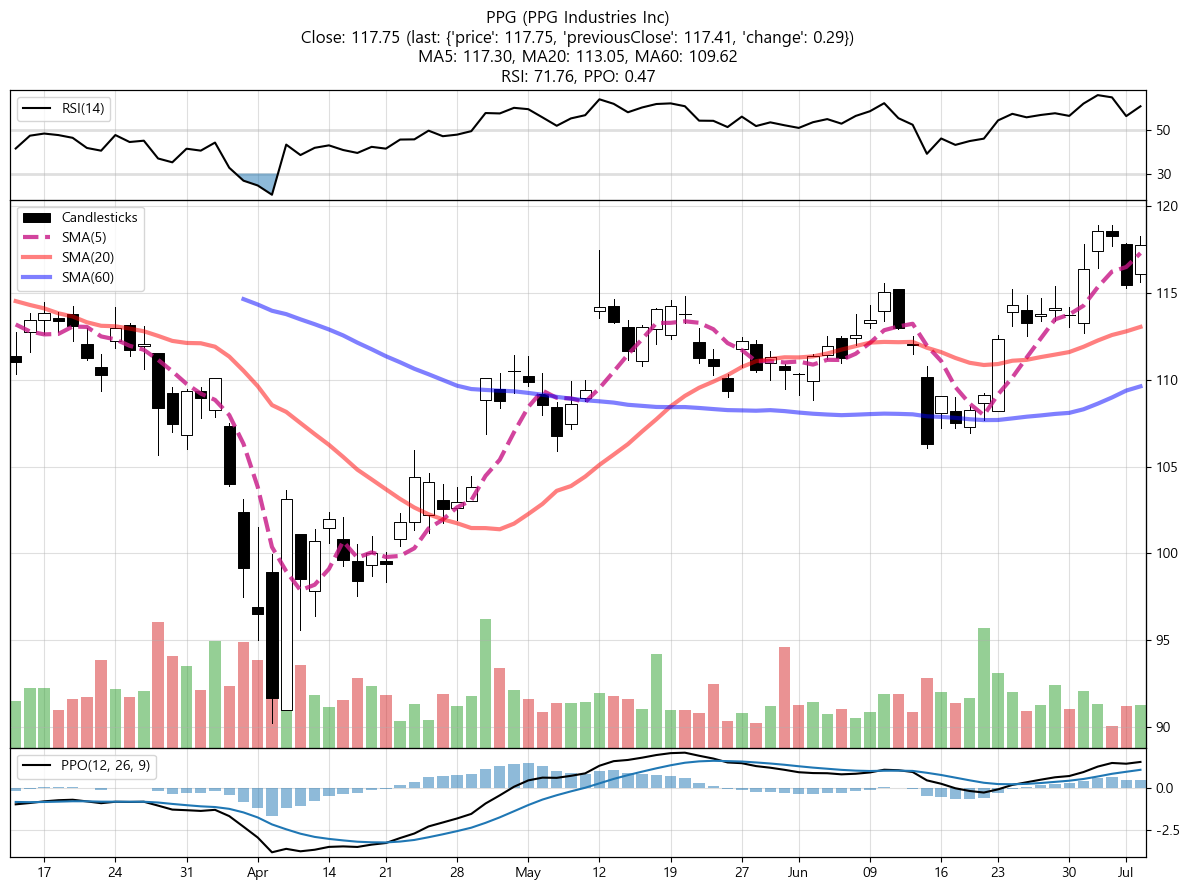 PPG (PPG Industries Inc)
Close: 117.75 (last: {'price': 117.75, 'previousClose': 117.41, 'change': 0.29})
MA5: 117.30, MA20: 113.05, MA60: 109.62
RSI: 71.76, PPO: 0.47
RSI(14)
50
30
Candlesticks
SMA(5)
SMA(20)
SMA(60)
120
115
110
105
100
95
90
PPO(12, 26, 9)
0.0
-2.5
17 24 31 Apr 14 21 28 May 12 19 27 Jun 09 16 23 30 Jul